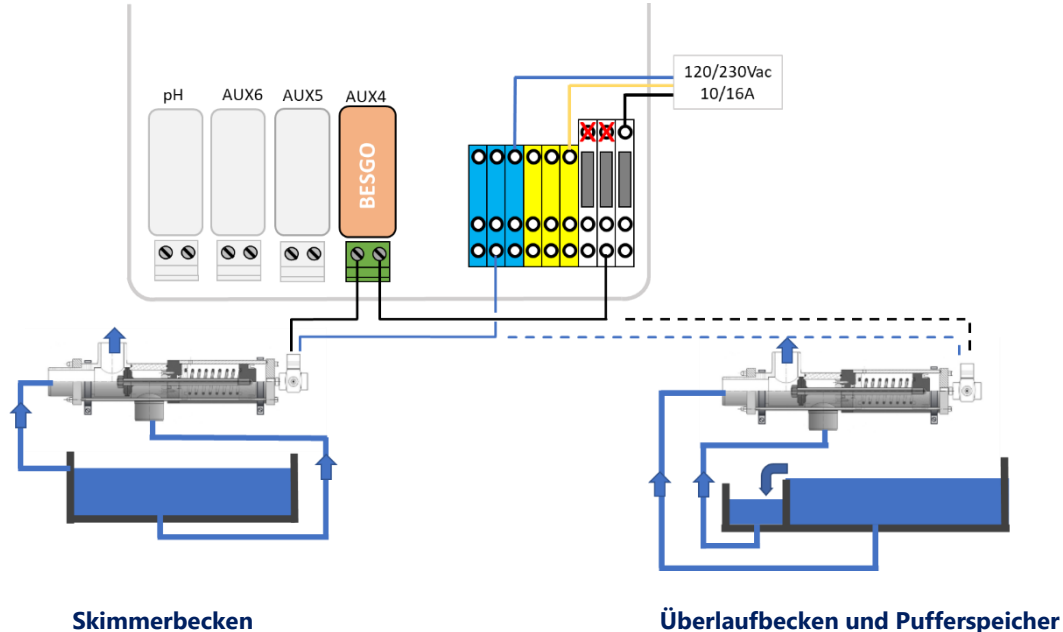 pH
AUX6
AUX5
AUX4
BESGO
120/230Vac
10/16A
Skimmerbecken
Überlaufbecken und Pufferspeicher